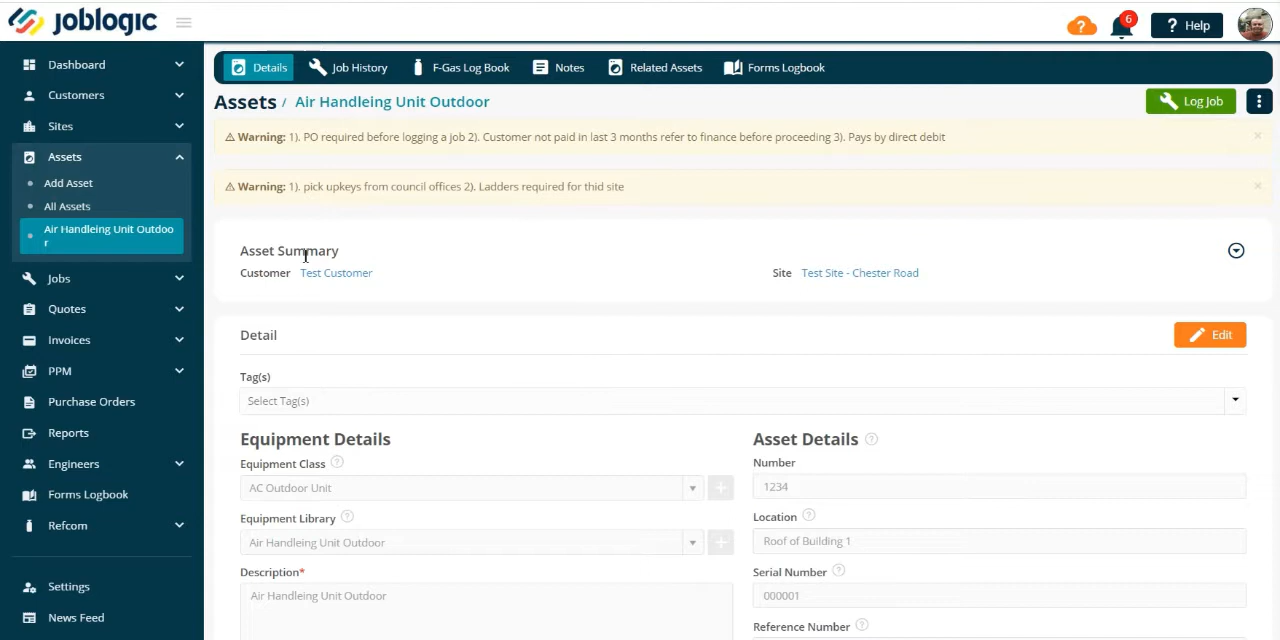 joblogic
6
? Help
Dashboard
Customers
Sites
Assets
Add Asset
All Assets
Air Handleing Unit Outdoo
r
Jobs
Quotes
Invoices
PPM
Purchase Orders
Reports
Engineers
Forms Logbook
Refcom
Settings
News Feed
Details
Job History
F-Gas Log Book
Notes
Related Assets
Forms Logbook
Assets / Air Handleing Unit Outdoor
Log Job
Warning: 1). PO required before logging a job 2). Customer not paid in last 3 months refer to finance before proceeding 3). Pays by direct debit ×
Warning: 1). pick upkeys from council offices 2). Ladders required for thid site ×
Asset Summary
Customer Test Customer
Site Test Site - Chester Road
Detail
Edit
Tag(s)
Select Tag(s)
Equipment Details
Equipment Class ?
AC Outdoor Unit
+
Equipment Library ?
Air Handleing Unit Outdoor
+
Description*
Air Handleing Unit Outdoor
Asset Details ?
Number
1234
Location ?
Roof of Building 1
Serial Number ?
000001
Reference Number ?